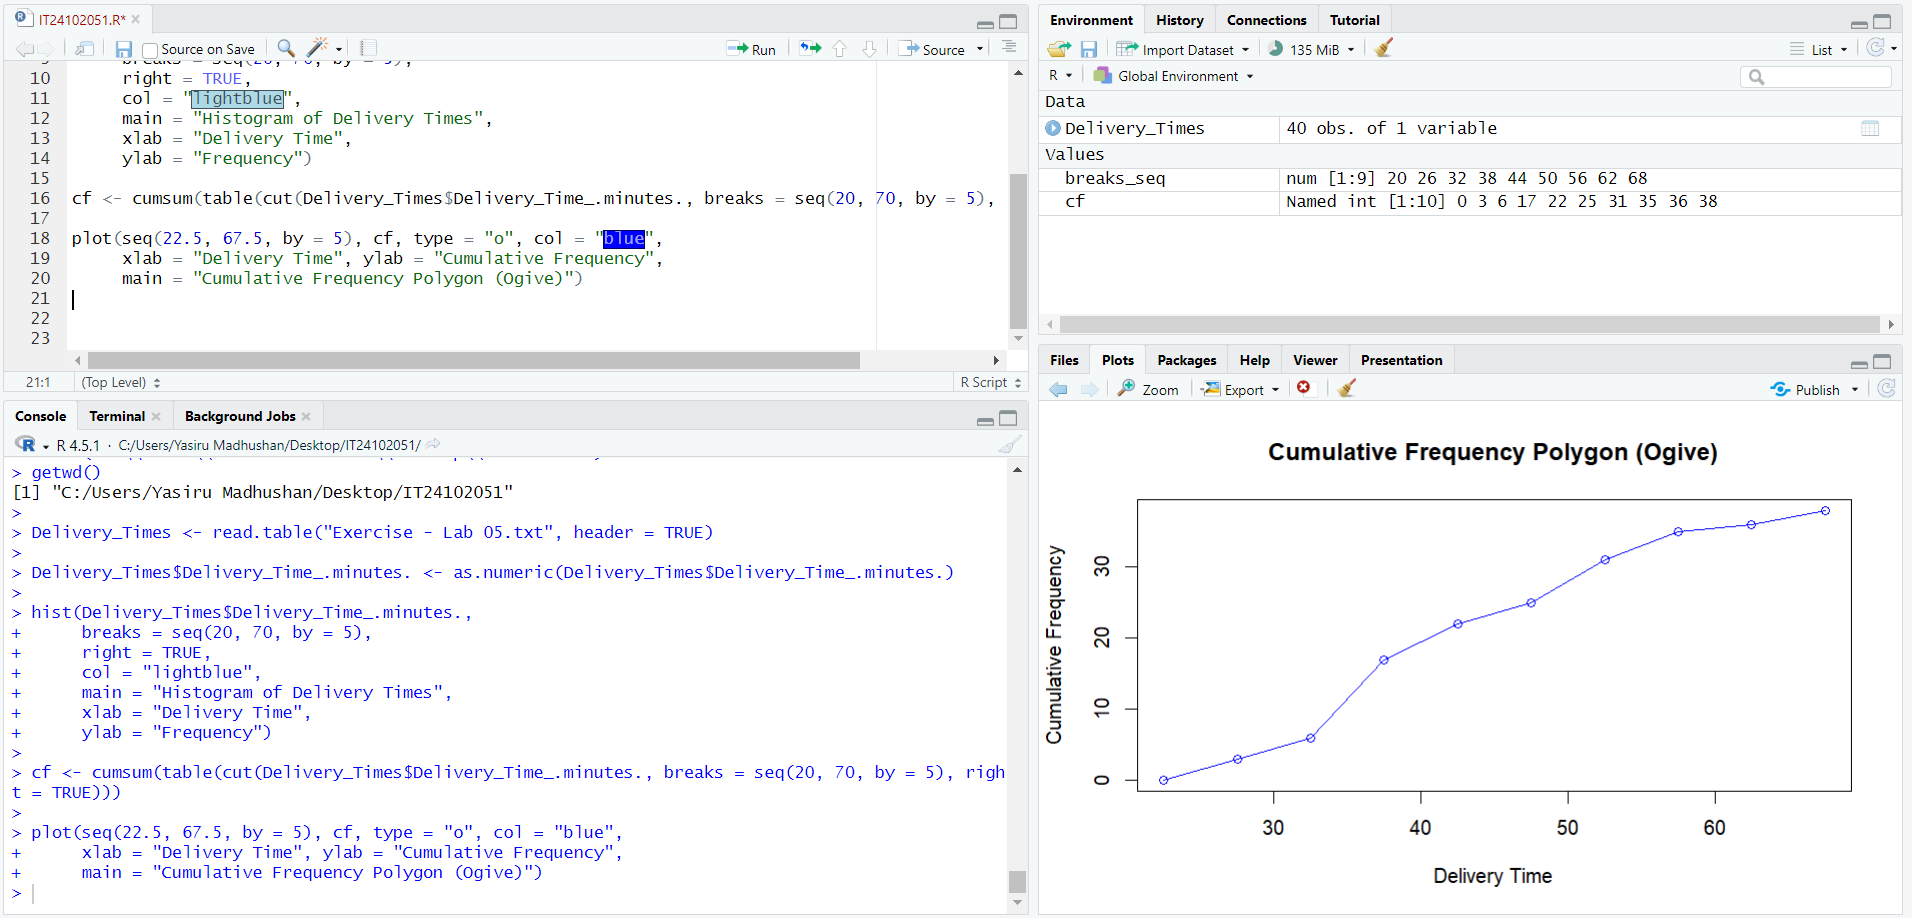 IT24102051.R*
Source on Save
Run
Source
10 right = TRUE,
11 col = "lightblue",
12 main = "Histogram of Delivery Times",
13 xlab = "Delivery Time",
14 ylab = "Frequency")
15
16 cf <- cumsum(table(cut(Delivery_Times$Delivery_Time_.minutes., breaks = seq(20, 70, by = 5),
17
18 plot(seq(22.5, 67.5, by = 5), cf, type = "o", col = "blue",
19 xlab = "Delivery Time", ylab = "Cumulative Frequency",
20 main = "Cumulative Frequency Polygon (Ogive)")
21
22
23
21:1 (Top Level) R Script
Console Terminal Background Jobs
R 4.5.1 · C:/Users/Yasiru Madhushan/Desktop/IT24102051/
> getwd()
[1] "C:/Users/Yasiru Madhushan/Desktop/IT24102051"
>
> Delivery_Times <- read.table("Exercise - Lab 05.txt", header = TRUE)
>
> Delivery_Times$Delivery_Time_.minutes. <- as.numeric(Delivery_Times$Delivery_Time_.minutes.)
>
> hist(Delivery_Times$Delivery_Time_.minutes.,
+ breaks = seq(20, 70, by = 5),
+ right = TRUE,
+ col = "lightblue",
+ main = "Histogram of Delivery Times",
+ xlab = "Delivery Time",
+ ylab = "Frequency")
>
> cf <- cumsum(table(cut(Delivery_Times$Delivery_Time_.minutes., breaks = seq(20, 70, by = 5), righ
t = TRUE)))
>
> plot(seq(22.5, 67.5, by = 5), cf, type = "o", col = "blue",
+ xlab = "Delivery Time", ylab = "Cumulative Frequency",
+ main = "Cumulative Frequency Polygon (Ogive)")
>
Environment History Connections Tutorial
Import Dataset 135 MiB List
R Global Environment
Data
Delivery_Times 40 obs. of 1 variable
Values
breaks_seq num [1:9] 20 26 32 38 44 50 56 62 68
cf Named int [1:10] 0 3 6 17 22 25 31 35 36 38
Files Plots Packages Help Viewer Presentation
Zoom Export Publish
Cumulative Frequency Polygon (Ogive)
Cumulative Frequency
30
20
10
0
30 40 50 60
Delivery Time